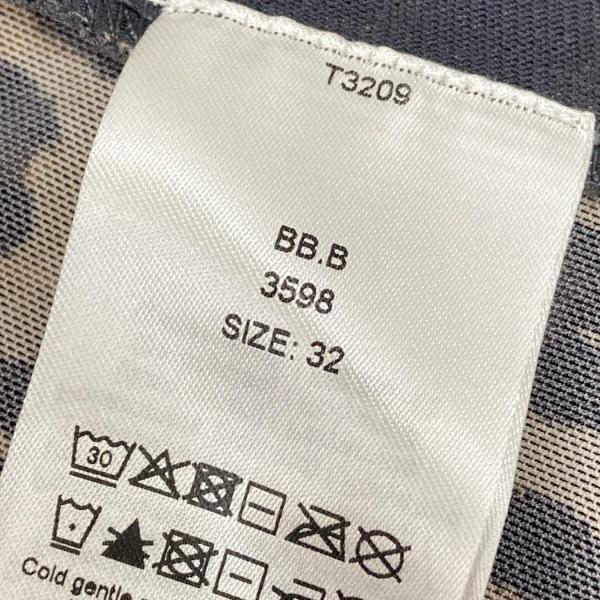 T3209
BB.B
3598
SIZE: 32
30
Cold gentle